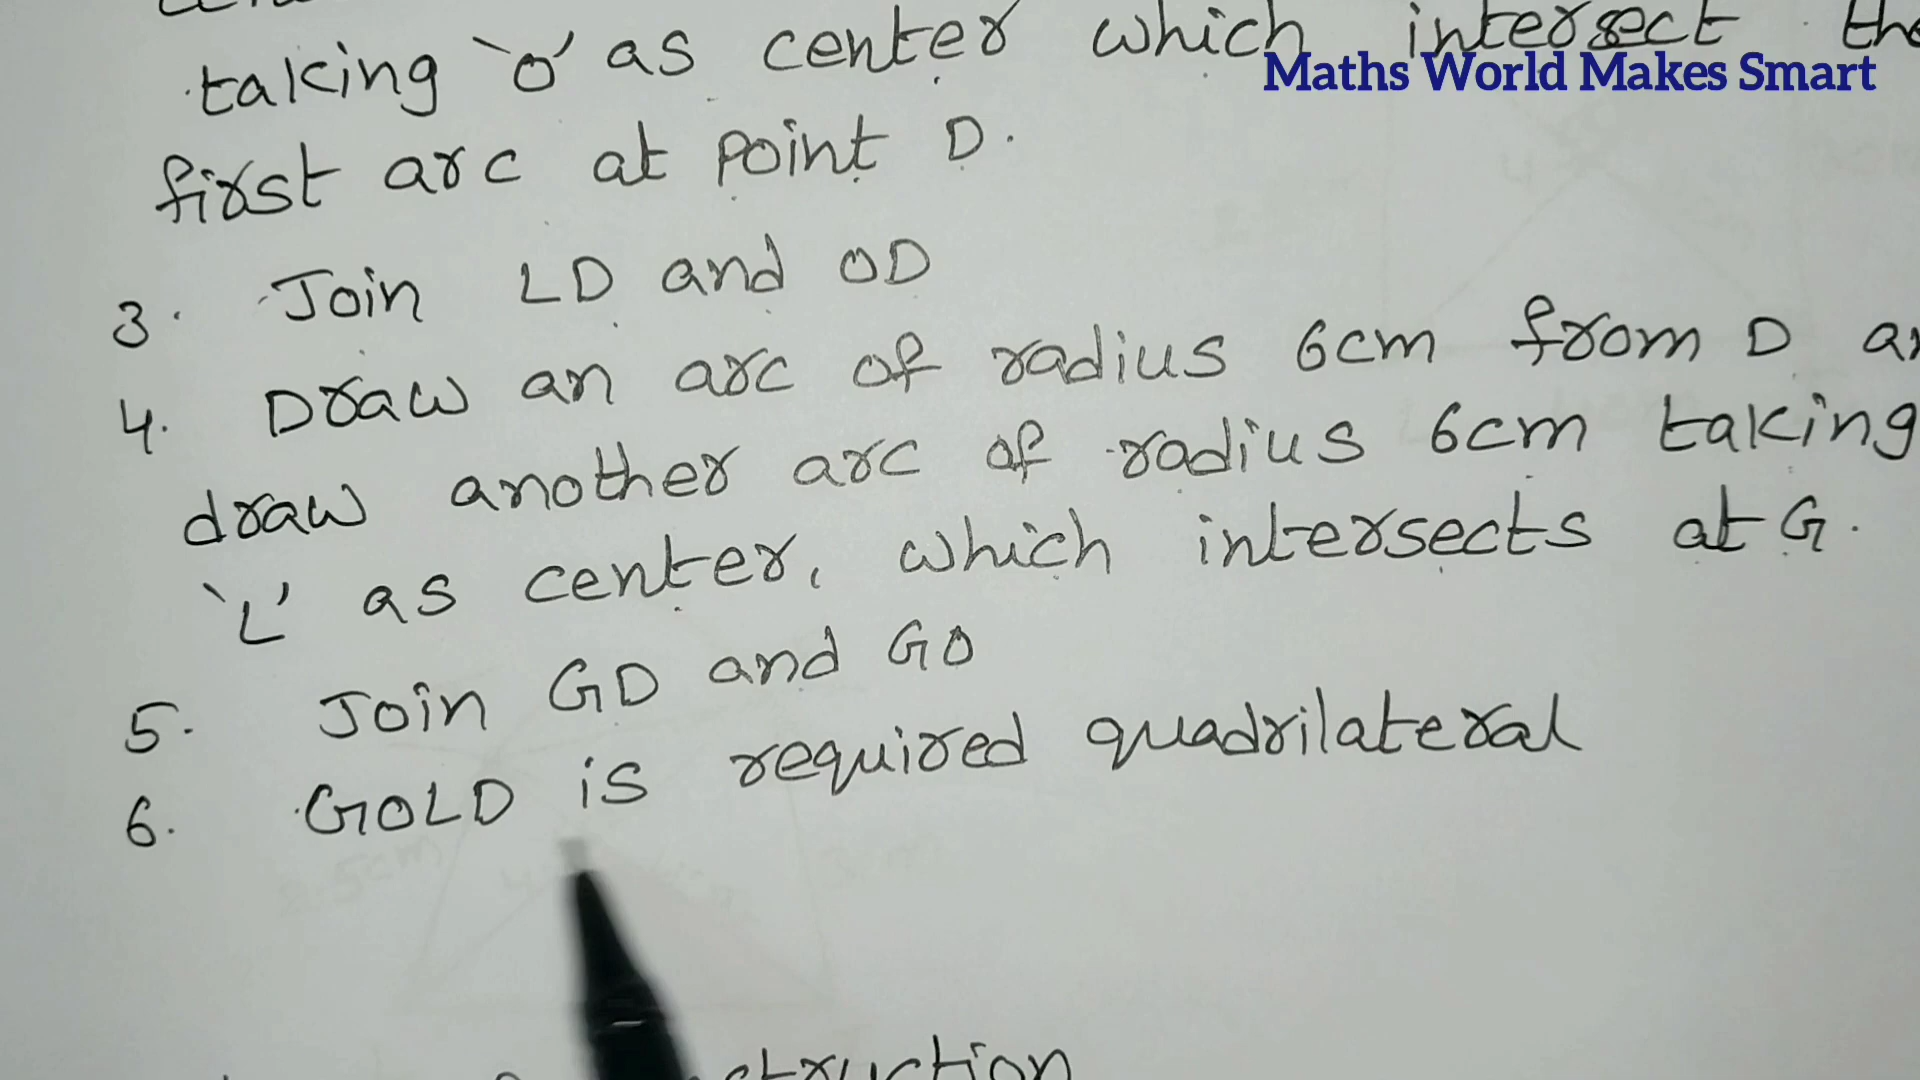 taking 'O' as center which intersect the
Maths World Makes Smart
first arc at point D.
3. Join LD and OD
4. Draw an arc of radius 6cm from D
draw another arc of radius 6cm taking
'L' as center, which intersects at G.
5. Join GD and GO
6. GOLD is required quadrilateral